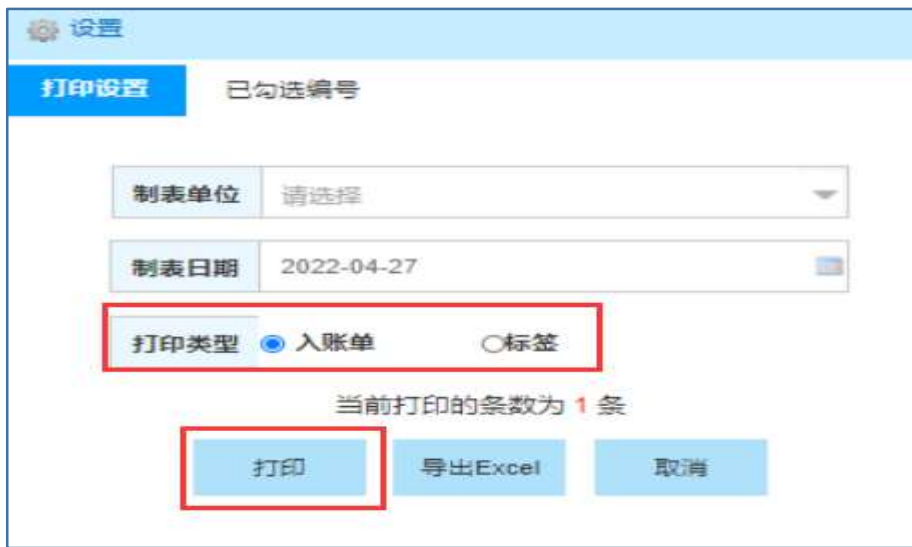 设置
打印设置 已勾选编号
制表单位 请选择
制表日期 2022-04-27
打印类型 入账单 标签
当前打印的条数为 1 条
打印 导出Excel 取消